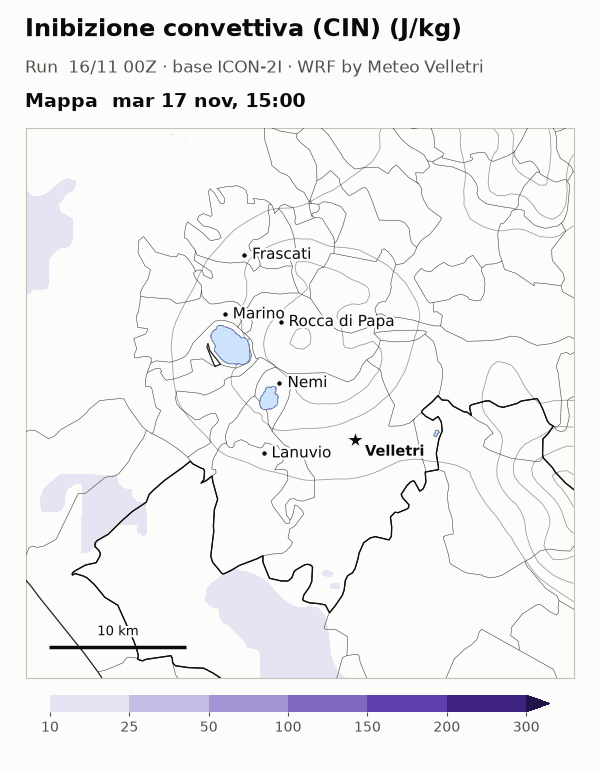 Inibizione convettiva (CIN) (J/kg)
Run  16/11 00Z · base ICON-2I · WRF by Meteo Velletri
Mappa  mar 17 nov, 15:00
Frascati
Marino
Rocca di Papa
Nemi
Lanuvio
Velletri
10 km
10 25 50 100 150 200 300